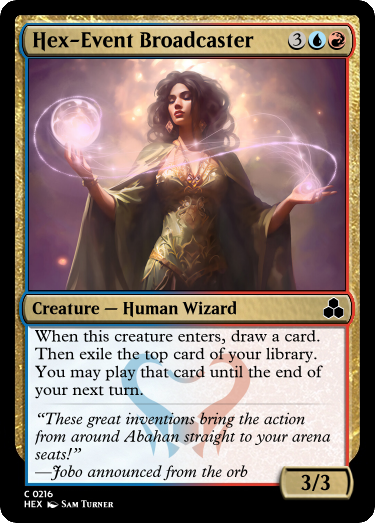 Hex-Event Broadcaster 3
Creature — Human Wizard
When this creature enters, draw a card.
Then exile the top card of your library.
You may play that card until the end of
your next turn.
“These great inventions bring the action
from around Abahan straight to your arena
seats!”
—Jobo announced from the orb
3/3
C 0216
HEX Sam Turner